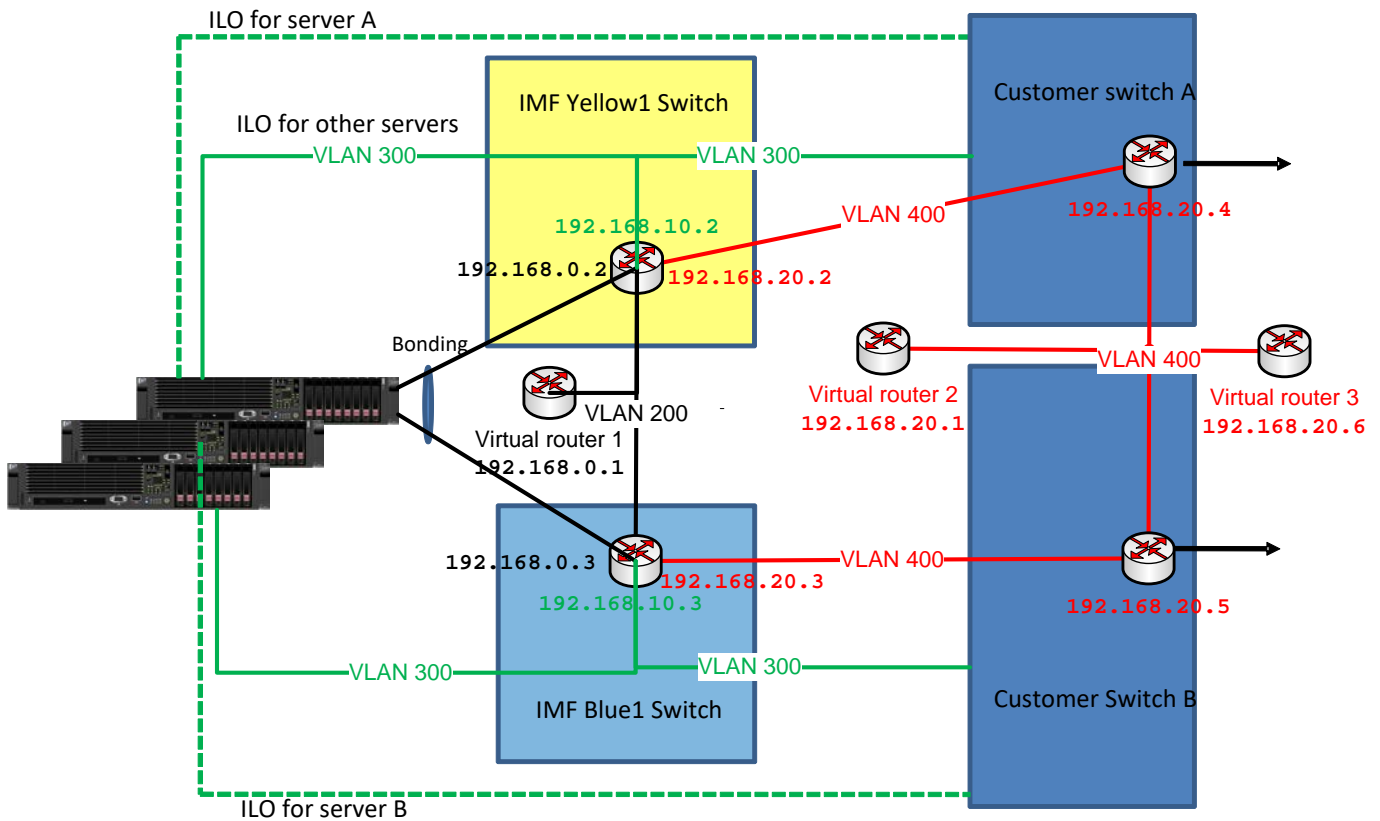 ILO for server A
IMF Yellow1 Switch
Customer switch A
ILO for other servers
VLAN 300
VLAN 300
VLAN 400
192.168.20.4
192.168.10.2
192.168.0.2
192.168.20.2
Bonding
VLAN 400
VLAN 200
-
Virtual router 1
192.168.0.1
Virtual router 2
192.168.20.1
Virtual router 3
192.168.20.6
192.168.0.3
192.168.20.3
192.168.10.3
VLAN 400
192.168.20.5
VLAN 300
VLAN 300
IMF Blue1 Switch
Customer Switch B
ILO for server B